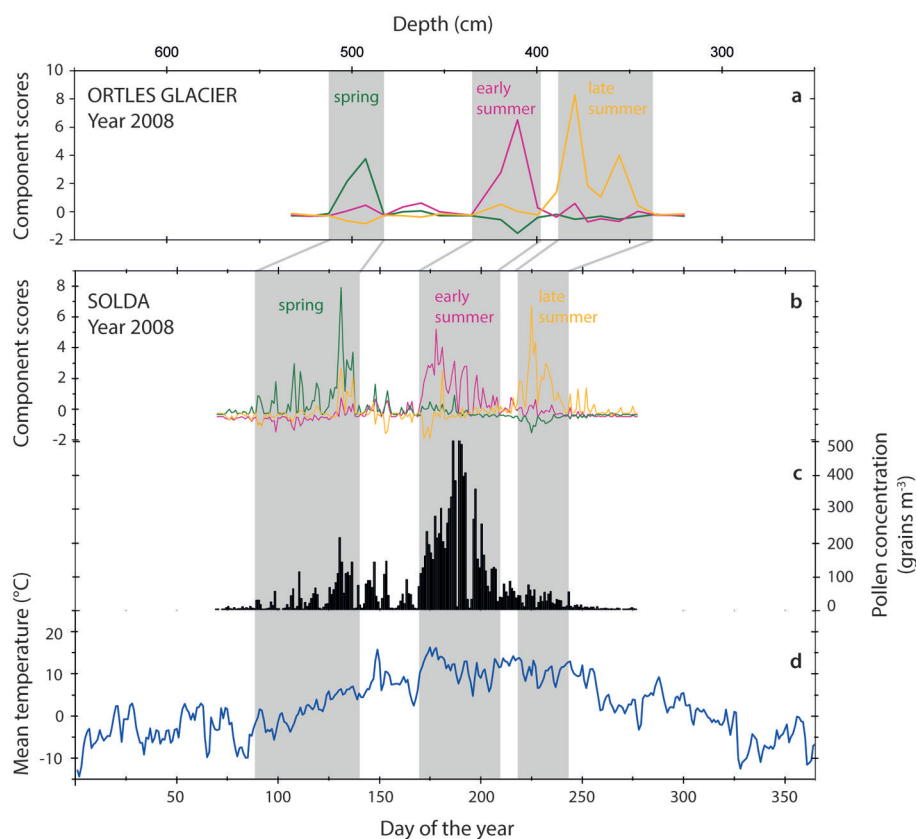 Depth (cm)
600 500 400 300
10
8
6
4
2
0
-2
Component scores
ORTLES GLACIER
Year 2008
spring
early
summer
late
summer
a
8
6
4
2
0
-2
Component scores
SOLDA
Year 2008
spring
early
summer
late
summer
b
c
500
400
300
200
100
0
Pollen concentration
(grains m⁻³)
Mean temperature (°C)
20
10
0
-10
d
50 100 150 200 250 300 350
Day of the year